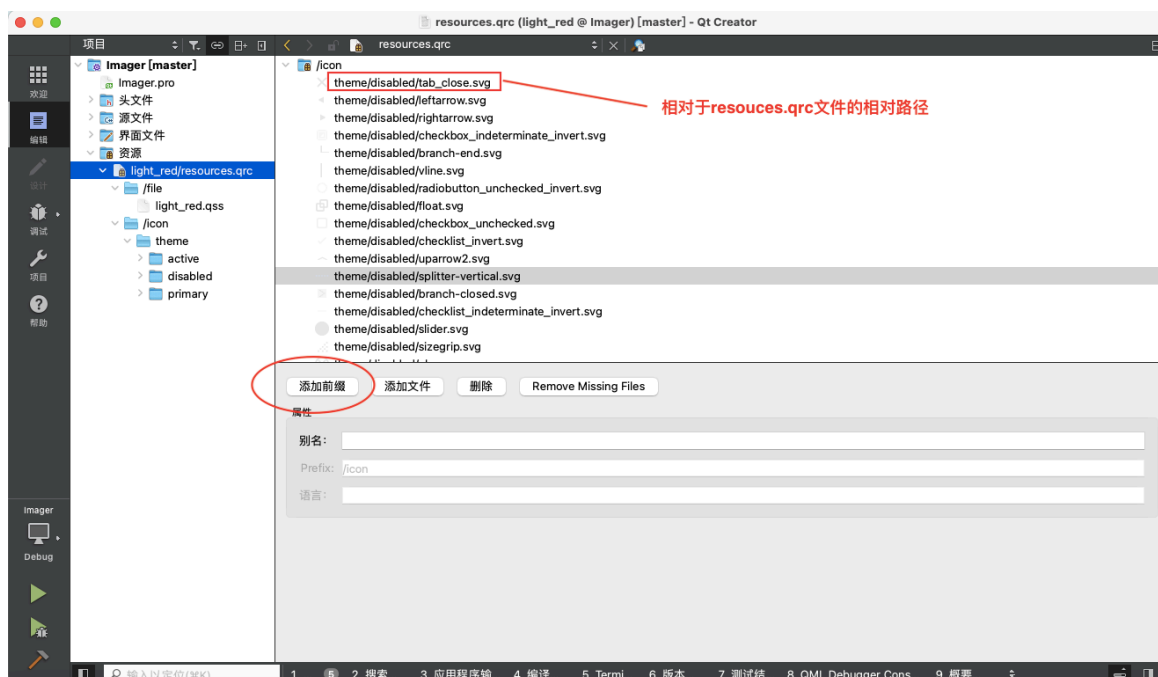 resources.qrc (light_red @ Imager) [master] - Qt Creator
项目
resources.qrc
欢迎
编辑
设计
调试
项目
帮助
Imager
Debug
Imager [master]
Imager.pro
头文件
源文件
界面文件
资源
light_red/resources.qrc
/file
light_red.qss
/icon
theme
active
disabled
primary
/icon
theme/disabled/tab_close.svg
theme/disabled/leftarrow.svg
theme/disabled/rightarrow.svg
theme/disabled/checkbox_indeterminate_invert.svg
theme/disabled/branch-end.svg
theme/disabled/vline.svg
theme/disabled/radiobutton_unchecked_invert.svg
theme/disabled/float.svg
theme/disabled/checkbox_unchecked.svg
theme/disabled/checklist_invert.svg
theme/disabled/uparrow2.svg
theme/disabled/splitter-vertical.svg
theme/disabled/branch-closed.svg
theme/disabled/checklist_indeterminate_invert.svg
theme/disabled/slider.svg
theme/disabled/sizegrip.svg
相对于resouces.qrc文件的相对路径
添加前缀 添加文件 删除 Remove Missing Files
属性
别名:
Prefix: /icon
语言:
输入以定位(⌘K) 1 5 2 搜索 3 应用程序输 4 编译 5 Termi 6 版本 7 测试结 8 QML Debugger Cons 9 概要